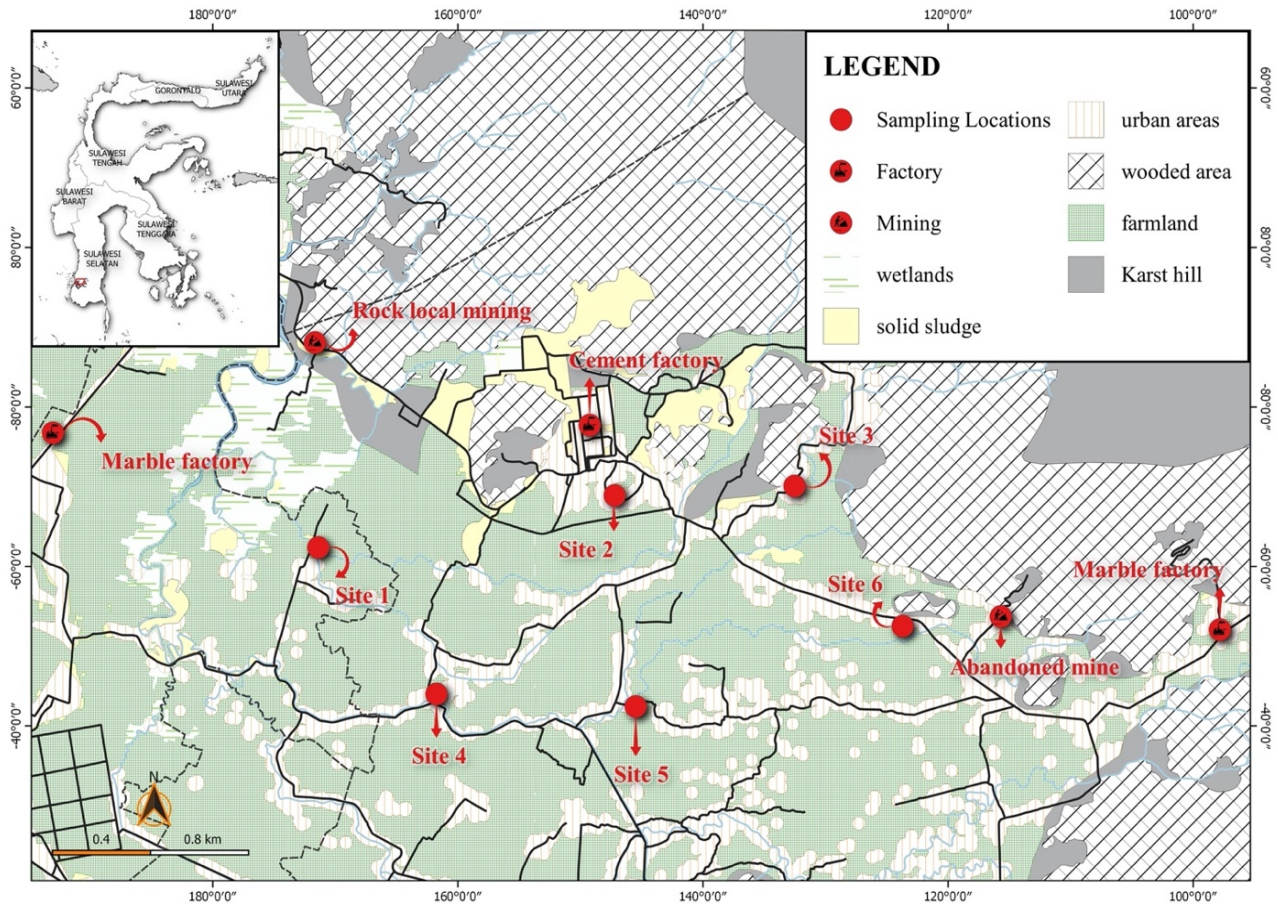 180°0'0"
160°0'0"
140°0'0"
120°0'0"
100°0'0"
60°0'0"
80°0'0"
-80°0'0"
-60°0'0"
-40°0'0"
GORONTALO
SULAWESI
UTARA
SULAWESI
TENGAH
SULAWESI
BARAT
SULAWESI
TENGGARA
SULAWESI
SELATAN
LEGEND
Sampling Locations
Factory
Mining
wetlands
solid sludge
urban areas
wooded area
farmland
Karst hill
60°0'0"
80°0'0"
-80°0'0"
-60°0'0"
-40°0'0"
Rock local mining
Cement factory
Marble factory
Site 3
Site 2
Site 1
Site 6
Marble factory
Abandoned mine
Site 4
Site 5
N
0.4
0.8 km
180°0'0"
160°0'0"
140°0'0"
120°0'0"
100°0'0"